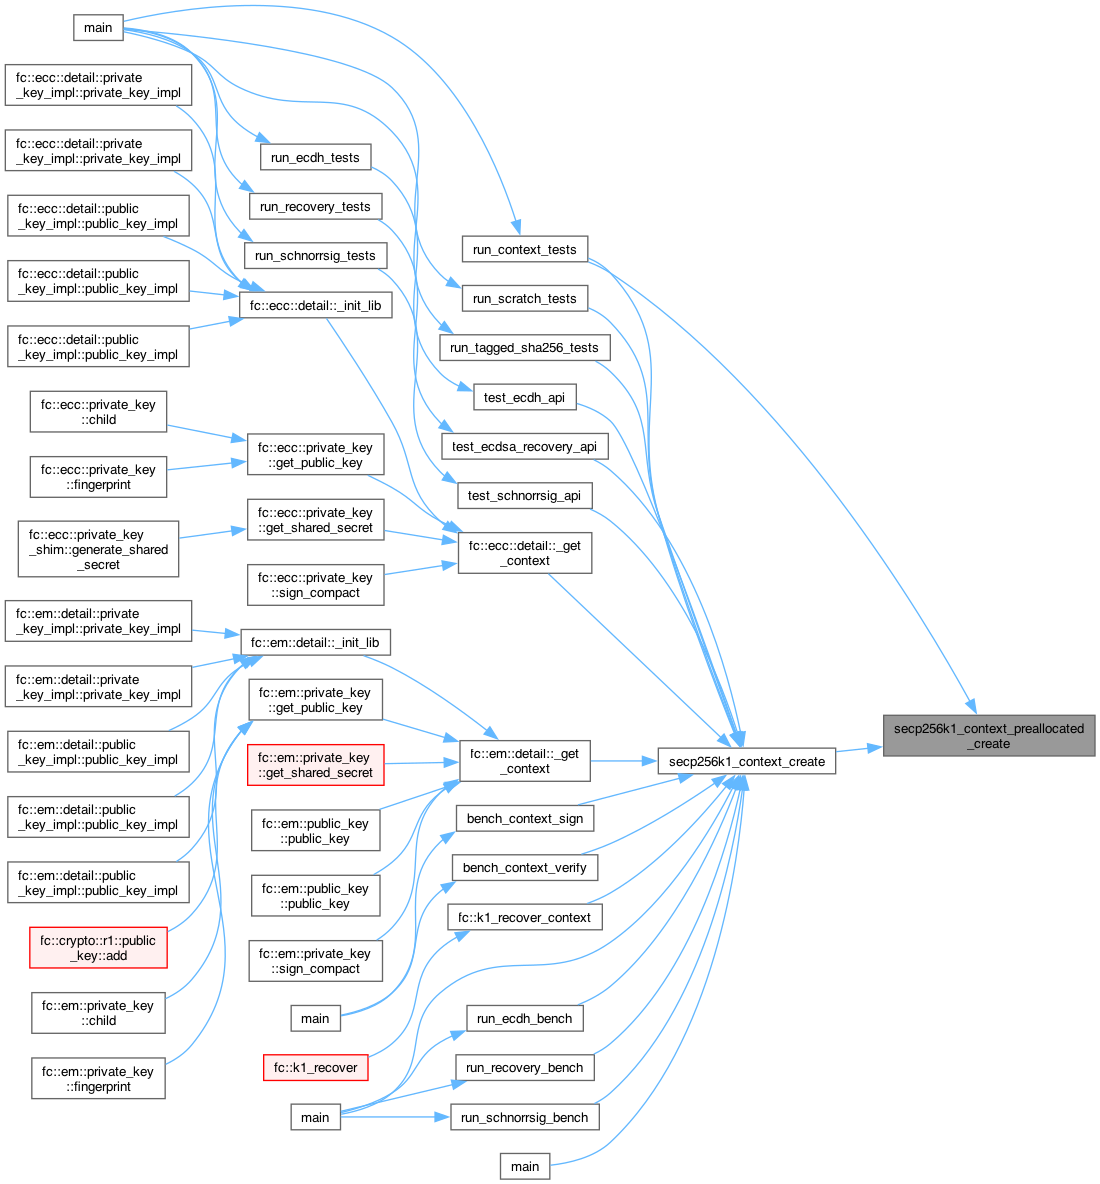 main
fc::ecc::detail::private
_key_impl::private_key_impl
fc::ecc::detail::private
_key_impl::private_key_impl
fc::ecc::detail::public
_key_impl::public_key_impl
fc::ecc::detail::public
_key_impl::public_key_impl
fc::ecc::detail::public
_key_impl::public_key_impl
fc::ecc::private_key
::child
fc::ecc::private_key
::fingerprint
fc::ecc::private_key
_shim::generate_shared
_secret
fc::em::detail::private
_key_impl::private_key_impl
fc::em::detail::private
_key_impl::private_key_impl
fc::em::detail::public
_key_impl::public_key_impl
fc::em::detail::public
_key_impl::public_key_impl
fc::em::detail::public
_key_impl::public_key_impl
fc::crypto::r1::public
_key::add
fc::em::private_key
::child
fc::em::private_key
::fingerprint
run_ecdh_tests
run_recovery_tests
run_schnorrsig_tests
fc::ecc::detail::_init_lib
fc::ecc::private_key
::get_public_key
fc::ecc::private_key
::get_shared_secret
fc::ecc::private_key
::sign_compact
fc::em::detail::_init_lib
fc::em::private_key
::get_public_key
fc::em::private_key
::get_shared_secret
fc::em::public_key
::public_key
fc::em::public_key
::public_key
fc::em::private_key
::sign_compact
main
fc::k1_recover
main
run_context_tests
run_scratch_tests
run_tagged_sha256_tests
test_ecdh_api
test_ecdsa_recovery_api
test_schnorrsig_api
fc::ecc::detail::_get
_context
fc::em::detail::_get
_context
bench_context_sign
bench_context_verify
fc::k1_recover_context
run_ecdh_bench
run_recovery_bench
run_schnorrsig_bench
main
secp256k1_context_create
secp256k1_context_preallocated
_create